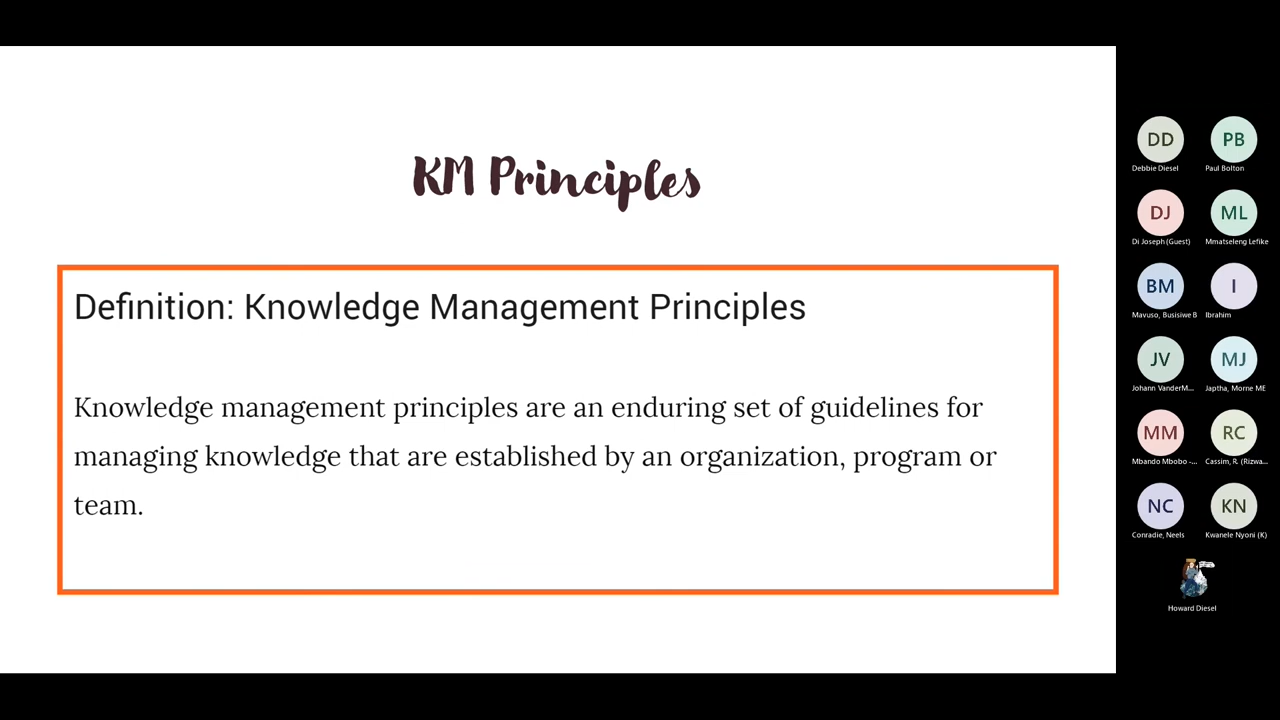 KM Principles
Definition: Knowledge Management Principles
Knowledge management principles are an enduring set of guidelines for
managing knowledge that are established by an organization, program or
team.
DD
PB
Debbie Diesel
Paul Bolton
DJ
ML
Di Joseph (Guest)
Mmatseleng Lefike
BM
I
Mavuso, Busisiwe B
Ibrahim
JV
MJ
Johann VanderM...
Japtha, Morne ME
MM
RC
Mbando Mbobo -...
Cassim, R. (Rizwa...
NC
KN
Conradie, Neels
Kwanele Nyoni (K)
Howard Diesel